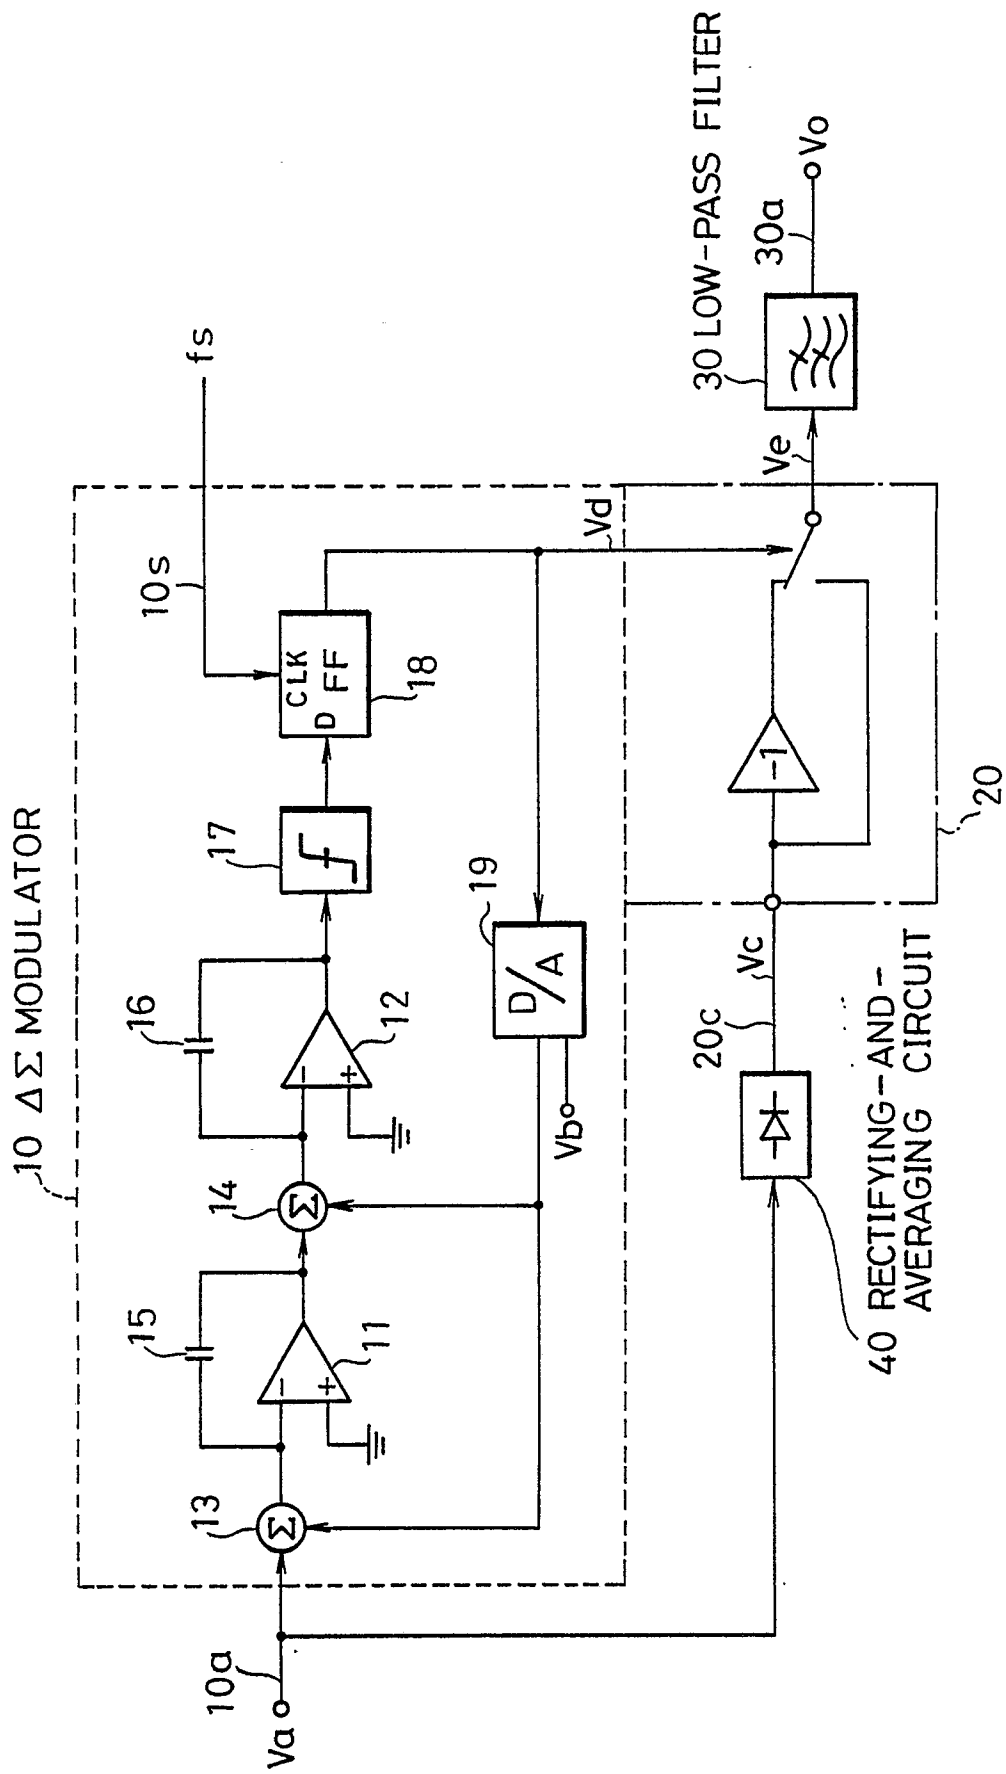 10 ΔΣ MODULATOR
10s
fs
15
16
17
CLK
D FF
18
13
Σ
−
+
11
14
Σ
−
+
12
19
D/A
Vb
Vd
10a
Va
20c
Vc
-1
20
Ve
30 LOW-PASS FILTER
30a
Vo
40 RECTIFYING-AND-
AVERAGING CIRCUIT